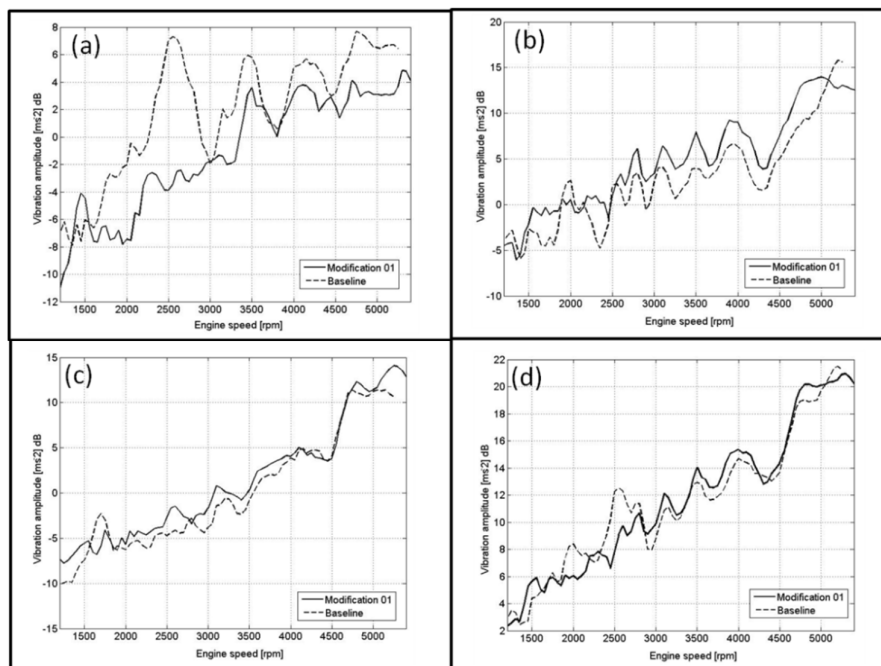 (a)
Vibration amplitude [ms2] dB
8
6
4
2
0
-2
-4
-6
-8
-10
-12
1500 2000 2500 3000 3500 4000 4500 5000
Engine speed [rpm]
Modification 01
Baseline
(b)
Vibration amplitude [ms2] dB
20
15
10
5
0
-5
-10
1500 2000 2500 3000 3500 4000 4500 5000
Engine speed [rpm]
Modification 01
Baseline
(c)
Vibration amplitude [ms2] dB
15
10
5
0
-5
-10
-15
1500 2000 2500 3000 3500 4000 4500 5000
Engine speed [rpm]
Modification 01
Baseline
(d)
Vibration amplitude [ms2] dB
22
20
18
16
14
12
10
8
6
4
2
1500 2000 2500 3000 3500 4000 4500 5000
Engine speed [rpm]
Modification 01
Baseline